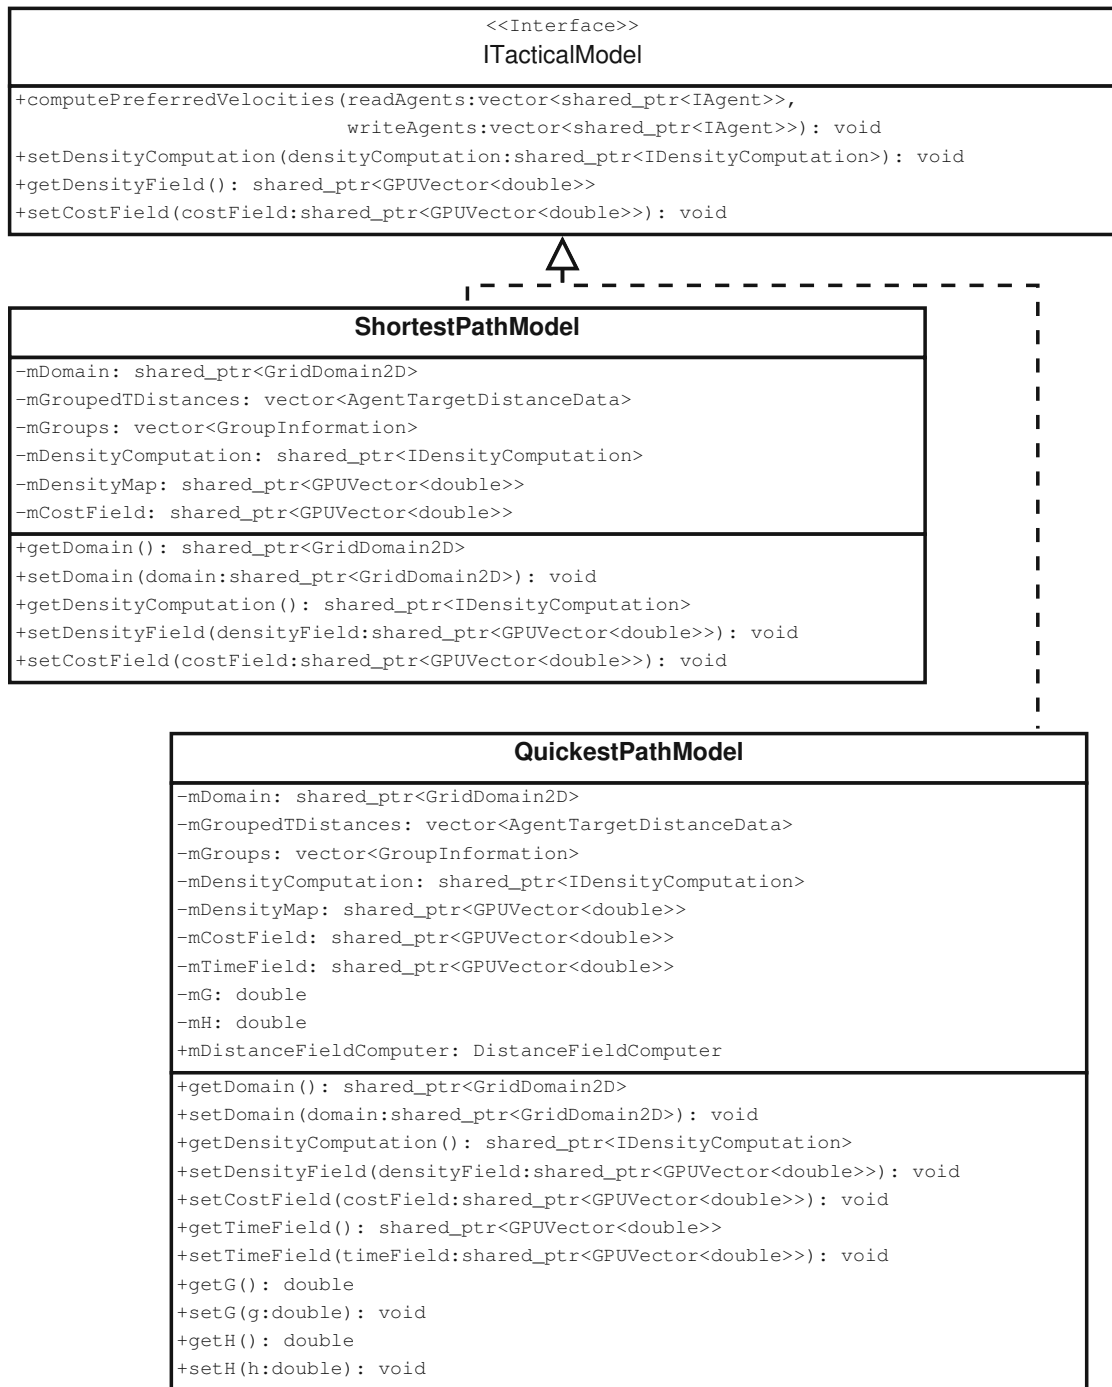 <<Interface>>
ITacticalModel
+computePreferredVelocities(readAgents:vector<shared_ptr<IAgent>>,
writeAgents:vector<shared_ptr<IAgent>>): void
+setDensityComputation(densityComputation:shared_ptr<IDensityComputation>): void
+getDensityField(): shared_ptr<GPUVector<double>>
+setCostField(costField:shared_ptr<GPUVector<double>>): void
ShortestPathModel
-mDomain: shared_ptr<GridDomain2D>
-mGroupedTDistances: vector<AgentTargetDistanceData>
-mGroups: vector<GroupInformation>
-mDensityComputation: shared_ptr<IDensityComputation>
-mDensityMap: shared_ptr<GPUVector<double>>
-mCostField: shared_ptr<GPUVector<double>>
+getDomain(): shared_ptr<GridDomain2D>
+setDomain(domain:shared_ptr<GridDomain2D>): void
+getDensityComputation(): shared_ptr<IDensityComputation>
+setDensityField(densityField:shared_ptr<GPUVector<double>>): void
+setCostField(costField:shared_ptr<GPUVector<double>>): void
QuickestPathModel
-mDomain: shared_ptr<GridDomain2D>
-mGroupedTDistances: vector<AgentTargetDistanceData>
-mGroups: vector<GroupInformation>
-mDensityComputation: shared_ptr<IDensityComputation>
-mDensityMap: shared_ptr<GPUVector<double>>
-mCostField: shared_ptr<GPUVector<double>>
-mTimeField: shared_ptr<GPUVector<double>>
-mG: double
-mH: double
+mDistanceFieldComputer: DistanceFieldComputer
+getDomain(): shared_ptr<GridDomain2D>
+setDomain(domain:shared_ptr<GridDomain2D>): void
+getDensityComputation(): shared_ptr<IDensityComputation>
+setDensityField(densityField:shared_ptr<GPUVector<double>>): void
+setCostField(costField:shared_ptr<GPUVector<double>>): void
+getTimeField(): shared_ptr<GPUVector<double>>
+setTimeField(timeField:shared_ptr<GPUVector<double>>): void
+getG(): double
+setG(g:double): void
+getH(): double
+setH(h:double): void